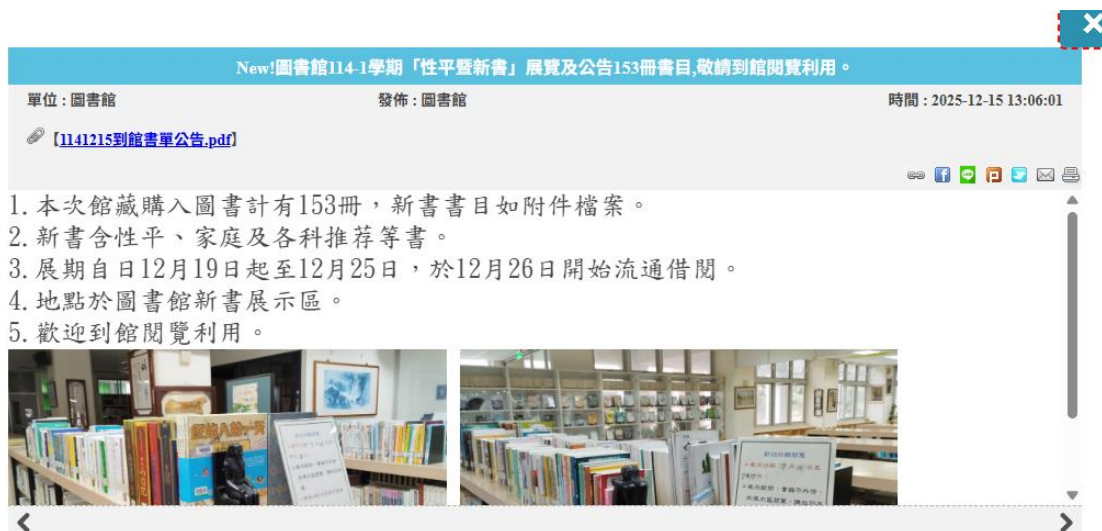 New!圖書館114-1學期「性平暨新書」展覽及公告153冊書目,敬請到館閱覽利用。
單位 : 圖書館 發佈 : 圖書館 時間 : 2025-12-15 13:06:01
【1141215到館書單公告.pdf】
1.本次館藏購入圖書計有153冊，新書書目如附件檔案。
2.新書含性平、家庭及各科推荐等書。
3.展期自日12月19日起至12月25日，於12月26日開始流通借閱。
4.地點於圖書館新書展示區。
5.歡迎到館閱覽利用。